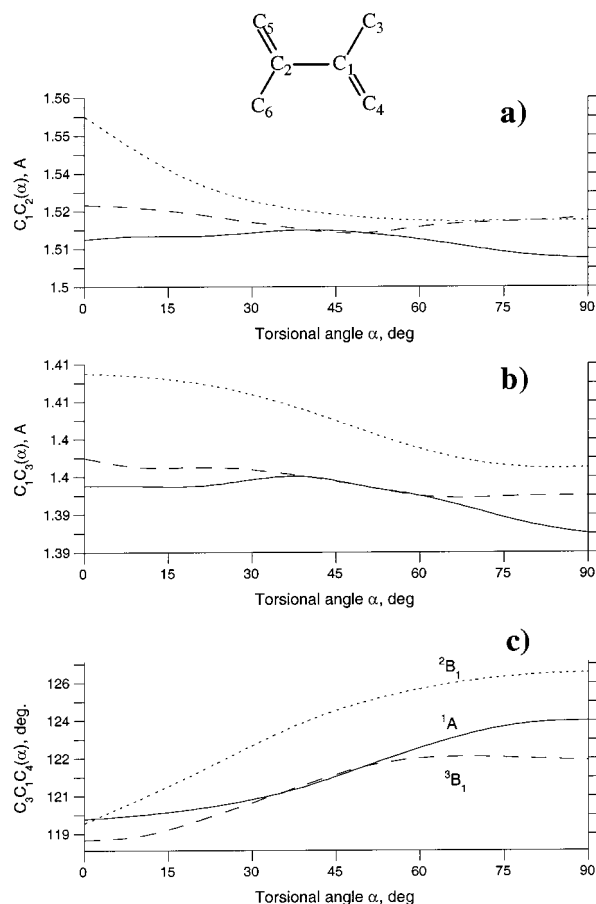 C5 C3
C2 C1
C6 C4
a)
1.56
1.55
1.54
1.52
1.51
1.5
C₁C₂(α), A
0 15 30 45 60 75 90
Torsional angle α, deg
b)
1.41
1.41
1.4
1.4
1.39
1.39
C₁C₃(α), A
0 15 30 45 60 75 90
Torsional angle α, deg
c)
126
124
122
121
119
C₃C₁C₄(α), deg.
²B₁
¹A
³B₁
0 15 30 45 60 75 90
Torsional angle α, deg